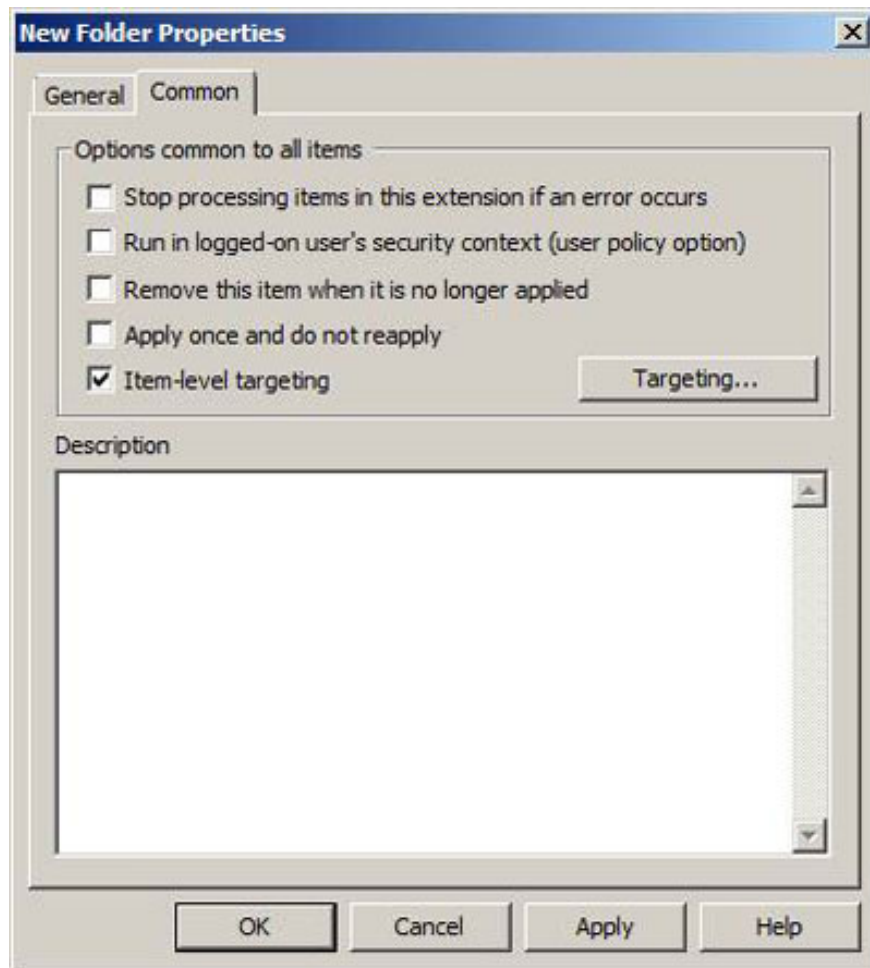 New Folder Properties
General
Common
Options common to all items
Stop processing items in this extension if an error occurs
Run in logged-on user's security context (user policy option)
Remove this item when it is no longer applied
Apply once and do not reapply
Item-level targeting
Targeting...
Description
OK
Cancel
Apply
Help